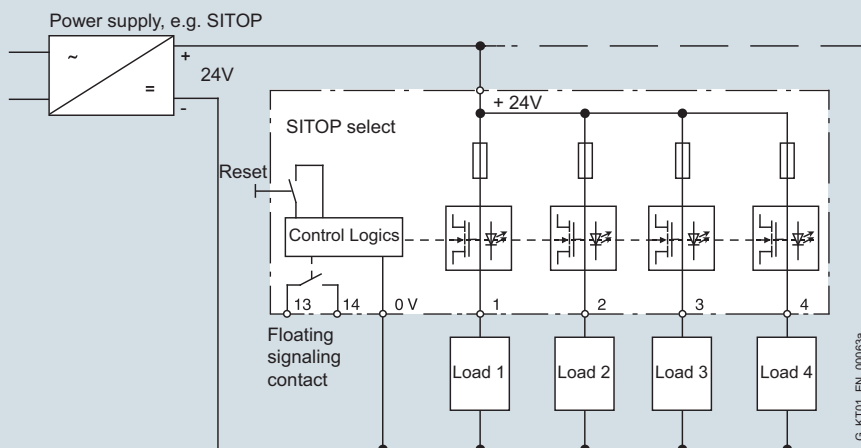 Power supply, e.g. SITOP
~
=
+
24V
-
+ 24V
SITOP select
Reset
Control Logics
13
14
0 V
1
2
3
4
Floating
signaling
contact
Load 1
Load 2
Load 3
Load 4
G_KT01_EN_00063a